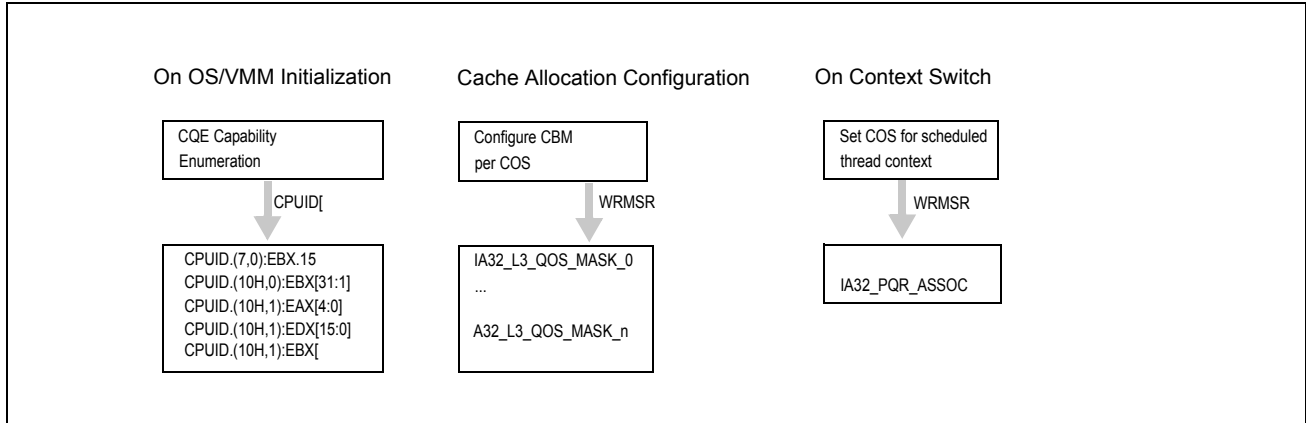 On OS/VMM Initialization
CQE Capability
Enumeration
CPUID[
CPUID.(7,0):EBX.15
CPUID.(10H,0):EBX[31:1]
CPUID.(10H,1):EAX[4:0]
CPUID.(10H,1):EDX[15:0]
CPUID.(10H,1):EBX[
Cache Allocation Configuration
Configure CBM
per COS
WRMSR
IA32_L3_QOS_MASK_0
...
A32_L3_QOS_MASK_n
On Context Switch
Set COS for scheduled
thread context
WRMSR
IA32_PQR_ASSOC